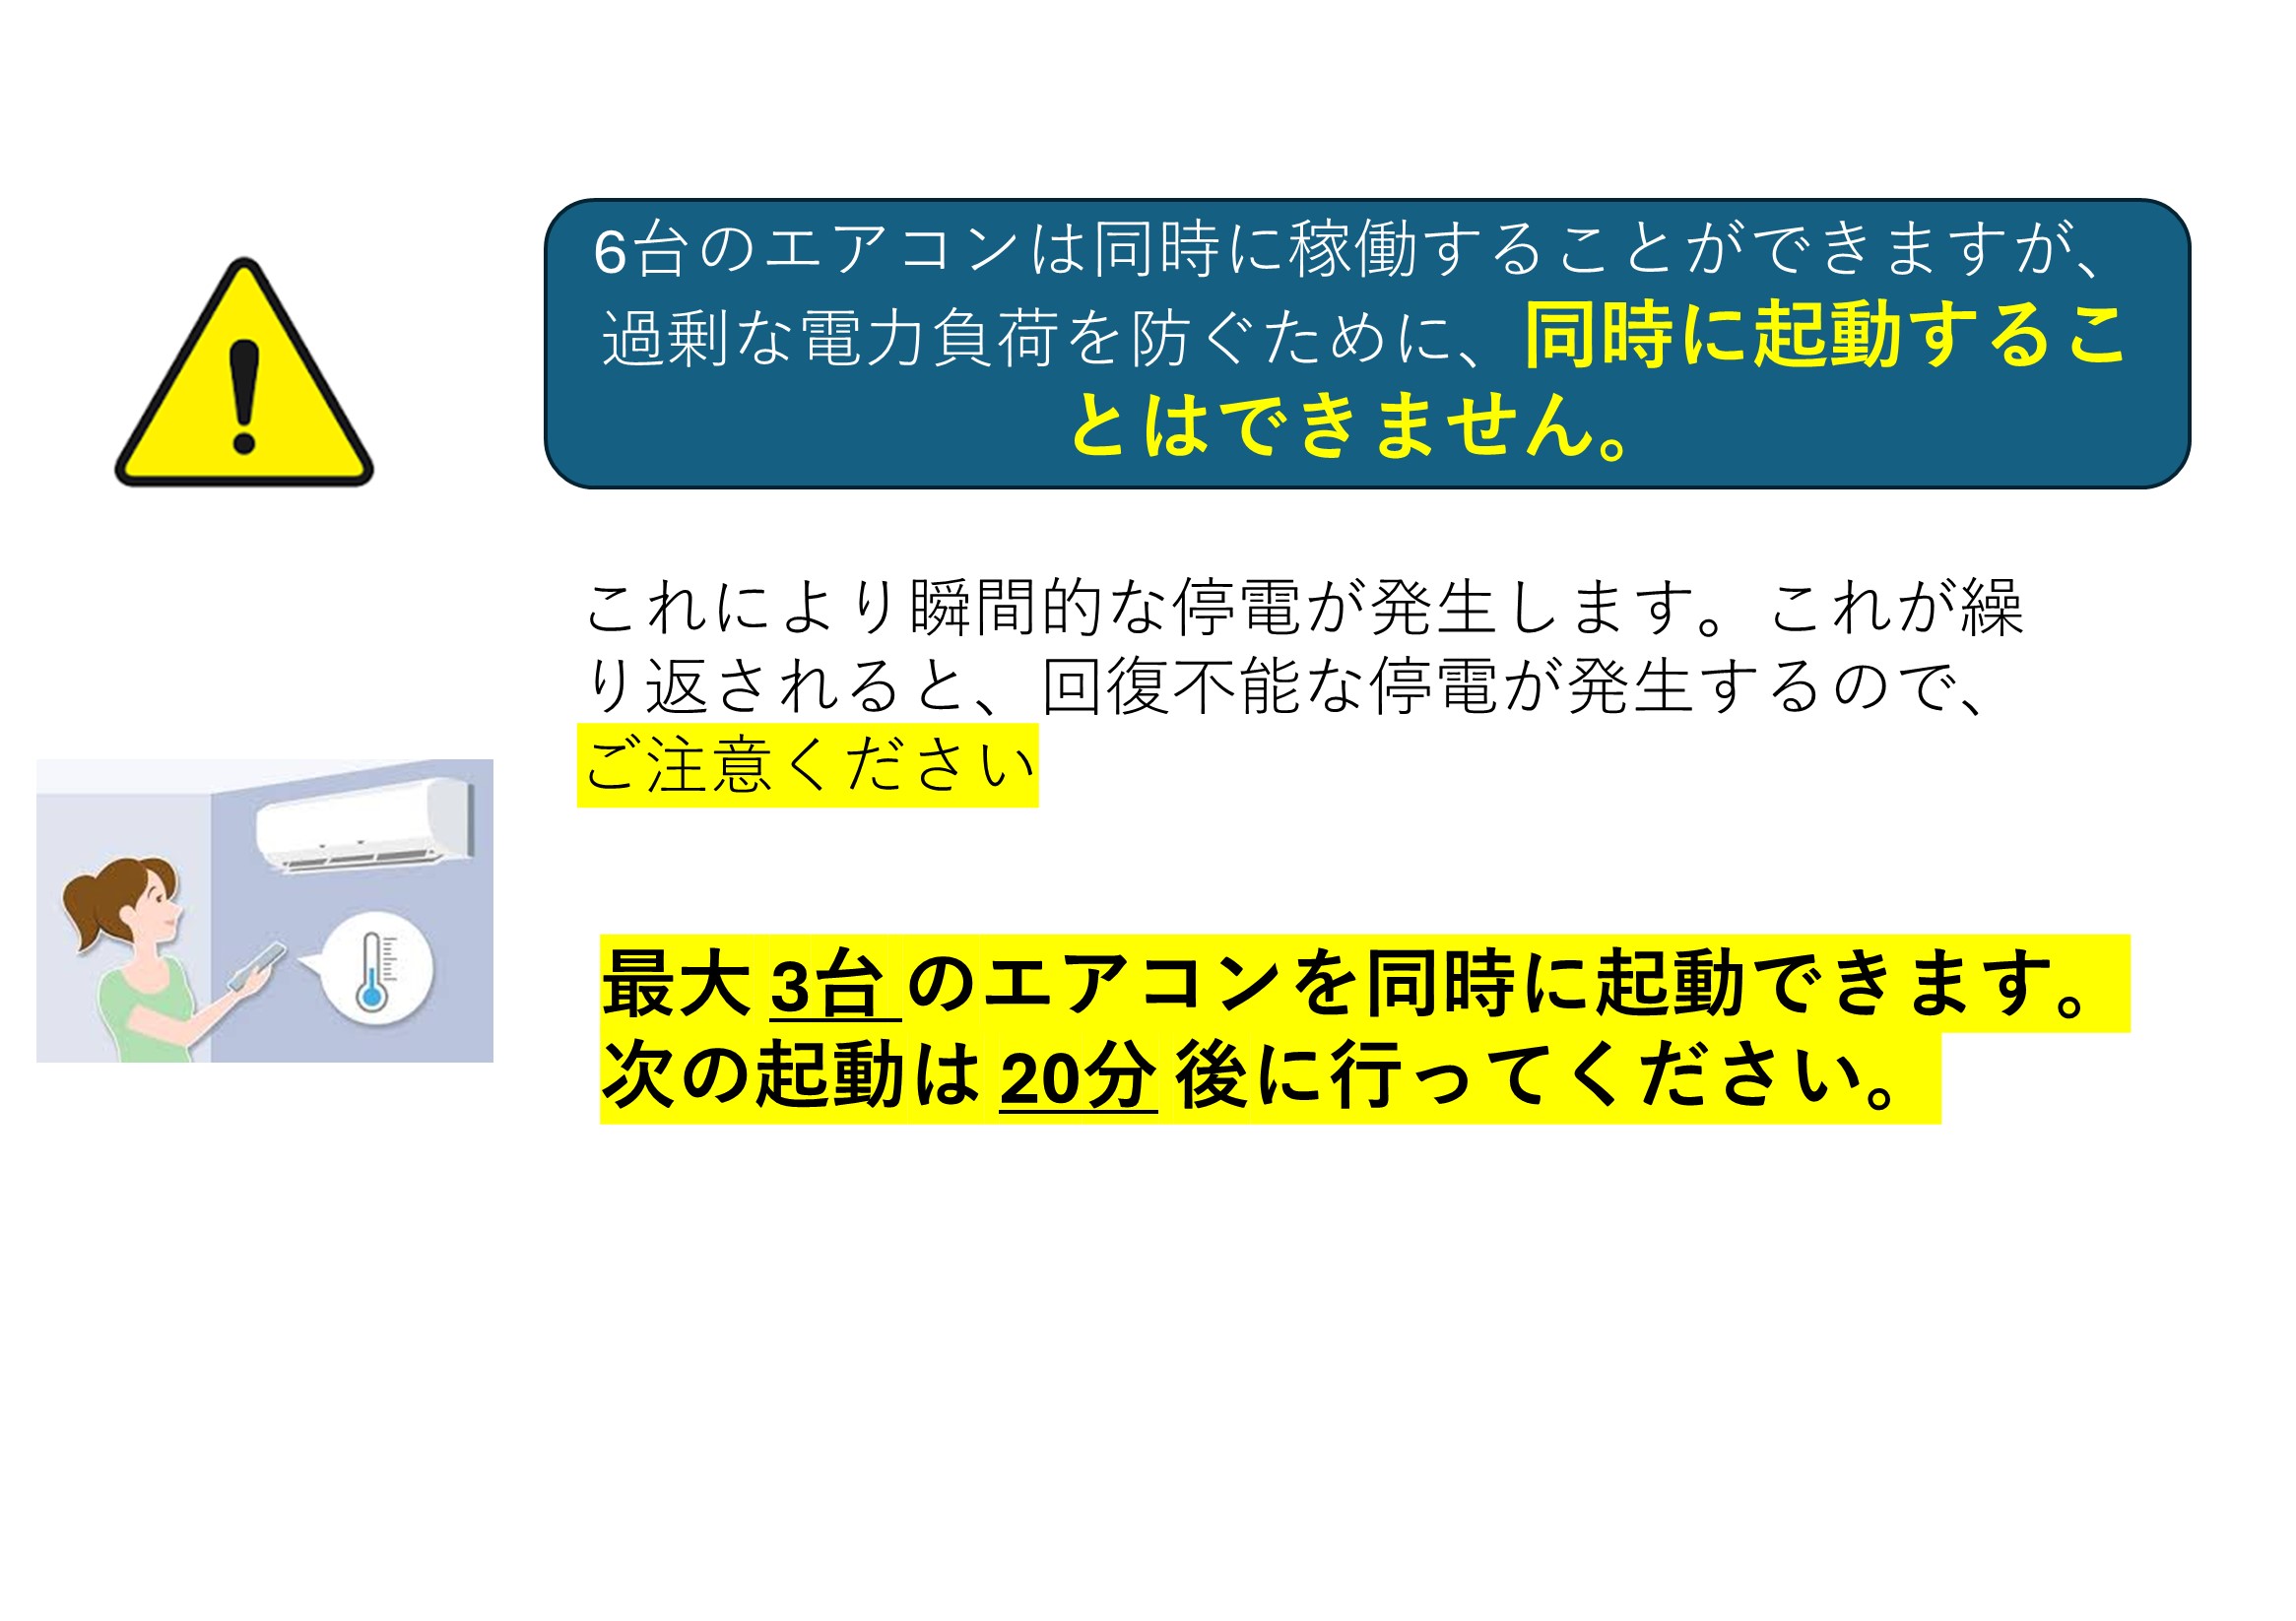 6台のエアコンは同時に稼働することができますが、
過剰な電力負荷を防ぐために、同時に起動するこ
とはできません。
これにより瞬間的な停電が発生します。これが繰
り返されると、回復不能な停電が発生するので、
ご注意ください
最大 3台 のエアコンを同時に起動できます。
次の起動は 20分 後に行ってください。